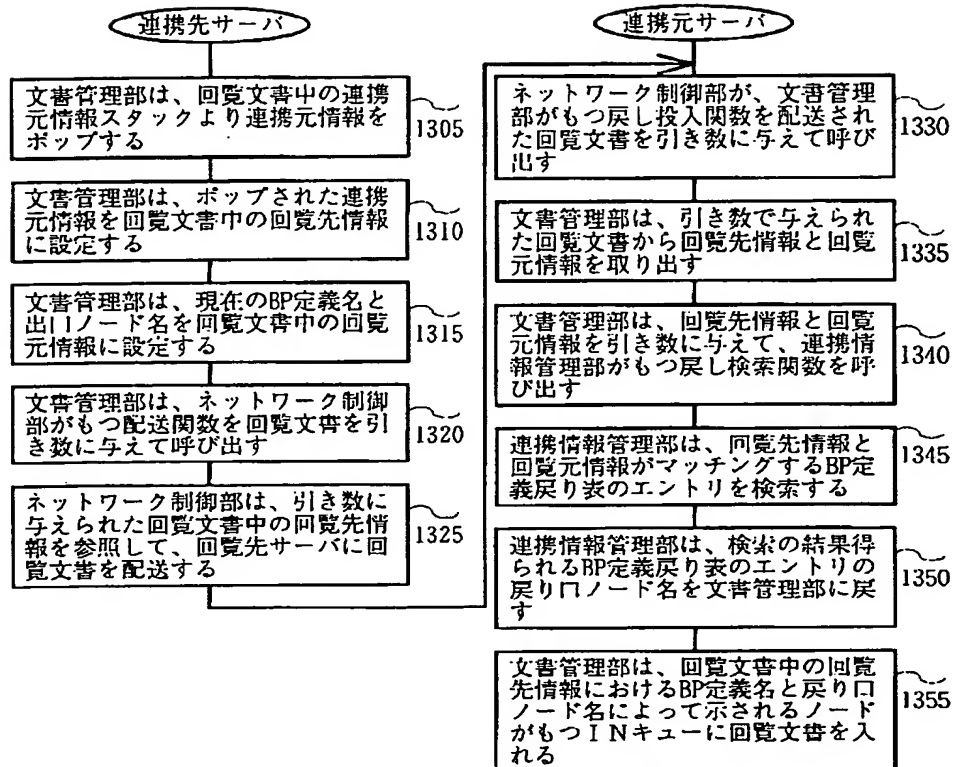 連携先サーバ
文書管理部は、回覧文書中の連携
元情報スタックより連携元情報を
ポップする
1305
文書管理部は、ポップされた連携
元情報を回覧文書中の回覧先情報
に設定する
1310
文書管理部は、現在のBP定義名と
出口ノード名を回覧文書中の回覧
元情報に設定する
1315
文書管理部は、ネットワーク制御
部がもつ配送関数を回覧文書を引
き数に与えて呼び出す
1320
ネットワーク制御部は、引き数に
与えられた回覧文書中の回覧先情
報を参照して、回覧先サーバに回
覧文書を配送する
1325
連携元サーバ
ネットワーク制御部が、文書管理
部がもつ戻し投入関数を配送され
た回覧文書を引き数に与えて呼び
出す
1330
文書管理部は、引き数で与えられ
た回覧文書から回覧先情報と回覧
元情報を取り出す
1335
文書管理部は、回覧先情報と回覧
元情報を引き数に与えて、連携情
報管理部がもつ戻し検索関数を呼
び出す
1340
連携情報管理部は、回覧先情報と
回覧元情報がマッチングするBP定
義戻り表のエントリを検索する
1345
連携情報管理部は、検索の結果得
られるBP定義戻り表のエントリの
戻り口ノード名を文書管理部に戻
す
1350
文書管理部は、回覧文書中の回覧
先情報におけるBP定義名と戻り口
ノード名によって示されるノード
がもつINキューに回覧文書を入
れる
1355